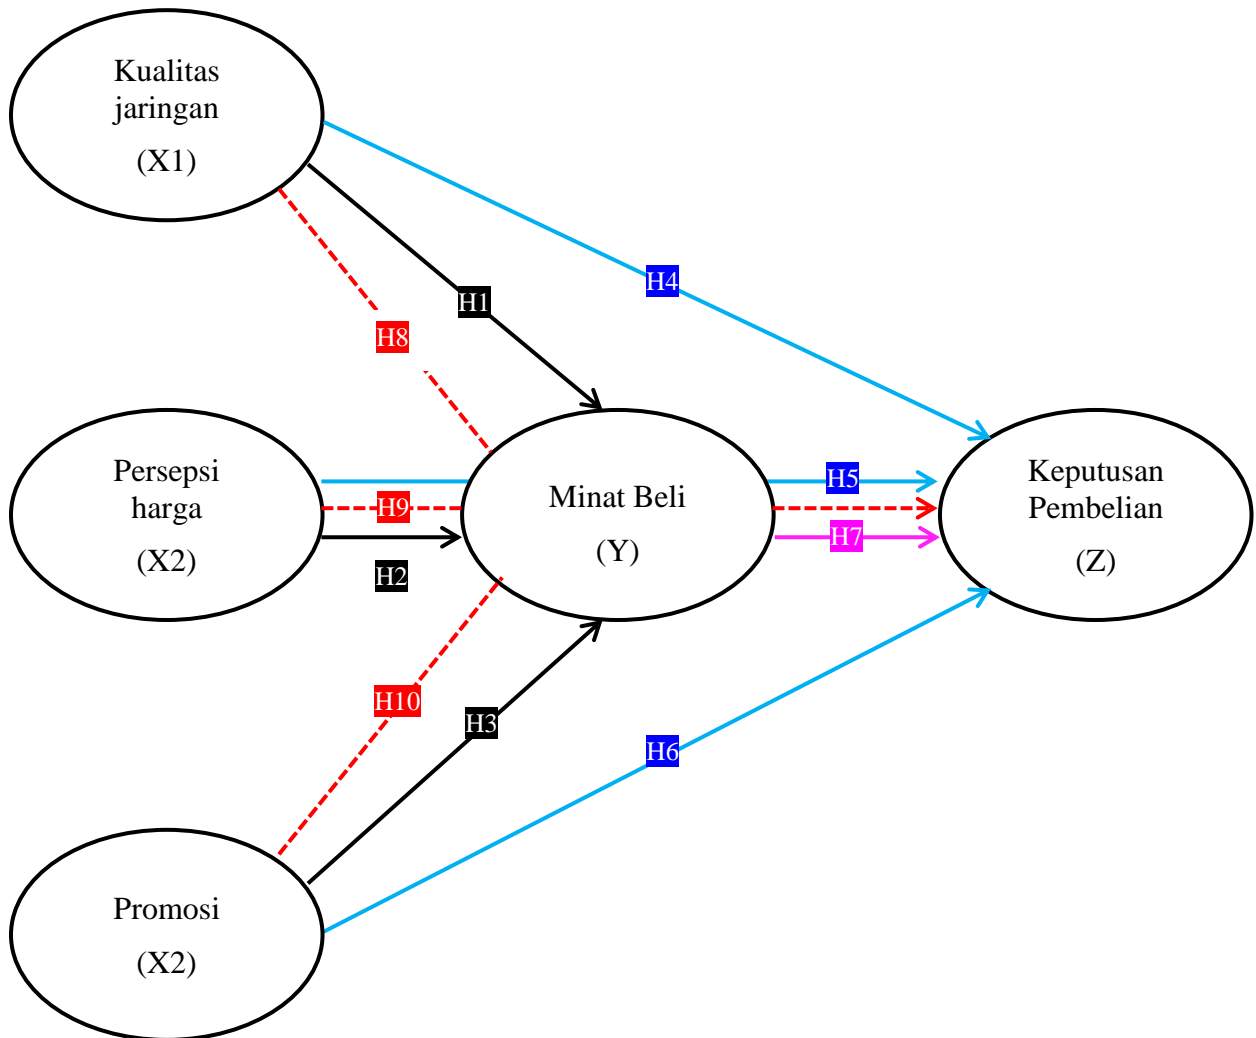 Kualitas
jaringan
(X1)
H4
H1
H8
Persepsi
harga
(X2)
H9
H2
Minat Beli
(Y)
H5
H7
Keputusan
Pembelian
(Z)
H10
H3
H6
Promosi
(X2)